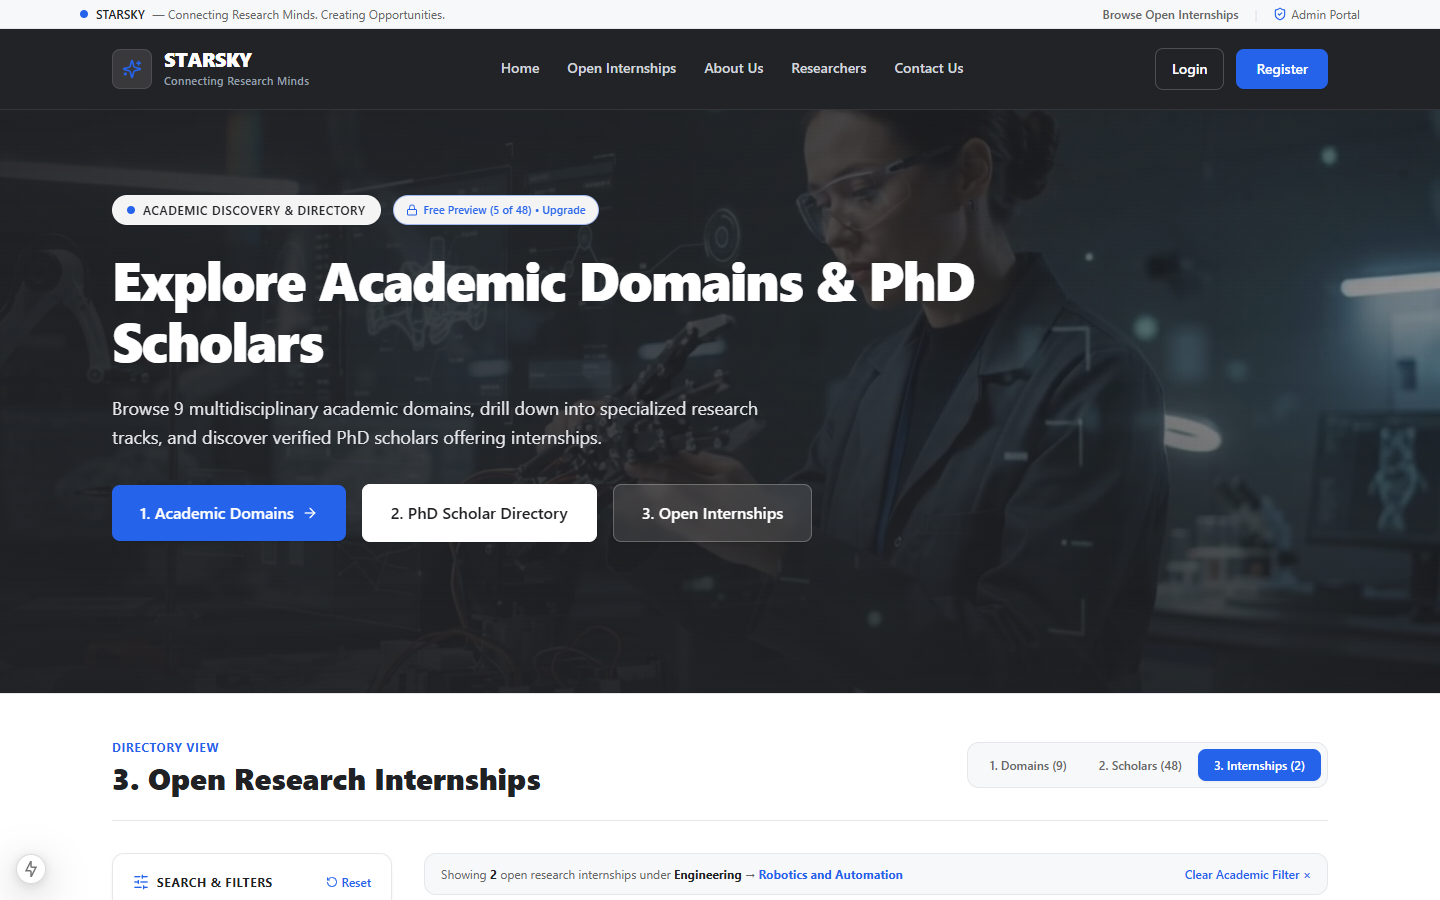 STARSKY — Connecting Research Minds. Creating Opportunities.
Browse Open Internships | Admin Portal
STARSKY
Connecting Research Minds
Home
Open Internships
About Us
Researchers
Contact Us
Login
Register
ACADEMIC DISCOVERY & DIRECTORY
Free Preview (5 of 48) • Upgrade
Explore Academic Domains & PhD
Scholars
Browse 9 multidisciplinary academic domains, drill down into specialized research
tracks, and discover verified PhD scholars offering internships.
1. Academic Domains →
2. PhD Scholar Directory
3. Open Internships
DIRECTORY VIEW
3. Open Research Internships
1. Domains (9)
2. Scholars (48)
3. Internships (2)
SEARCH & FILTERS
Reset
Showing 2 open research internships under Engineering → Robotics and Automation
Clear Academic Filter ×